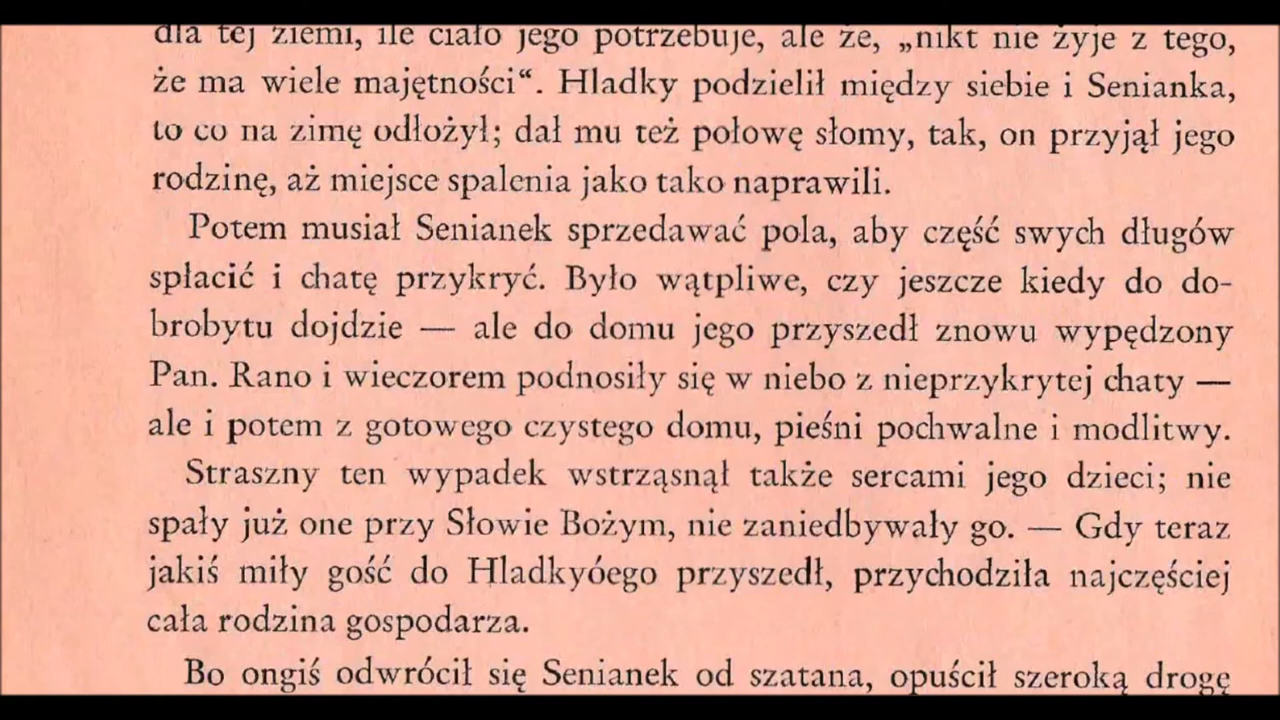 dla tej ziemi, ile ciało jego potrzebuje, ale że, „nikt nie żyje z tego,
że ma wiele majętności“. Hladky podzielił między siebie i Senianka,
to co na zimę odłożył; dał mu też połowę słomy, tak, on przyjął jego
rodzinę, aż miejsce spalenia jako tako naprawili.
Potem musiał Senianek sprzedawać pola, aby część swych długów
spłacić i chatę przykryć. Było wątpliwe, czy jeszcze kiedy do do-
brobytu dojdzie — ale do domu jego przyszedł znowu wypędzony
Pan. Rano i wieczorem podnosiły się w niebo z nieprzykrytej chaty —
ale i potem z gotowego czystego domu, pieśni pochwalne i modlitwy.
Straszny ten wypadek wstrząsnął także sercami jego dzieci; nie
spały już one przy Słowie Bożym, nie zaniedbywały go. — Gdy teraz
jakiś miły gość do Hladkyóego przyszedł, przychodziła najczęściej
cała rodzina gospodarza.
Bo ongiś odwrócił się Senianek od szatana, opuścił szeroką drogę